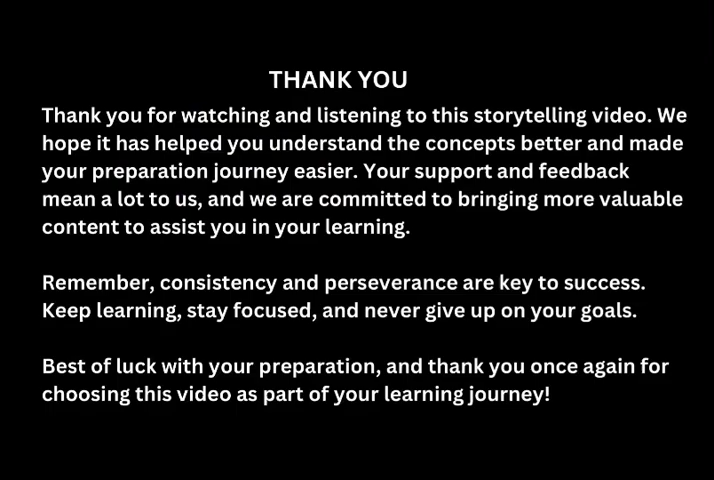 THANK YOU
Thank you for watching and listening to this storytelling video. We
hope it has helped you understand the concepts better and made
your preparation journey easier. Your support and feedback
mean a lot to us, and we are committed to bringing more valuable
content to assist you in your learning.
Remember, consistency and perseverance are key to success.
Keep learning, stay focused, and never give up on your goals.
Best of luck with your preparation, and thank you once again for
choosing this video as part of your learning journey!